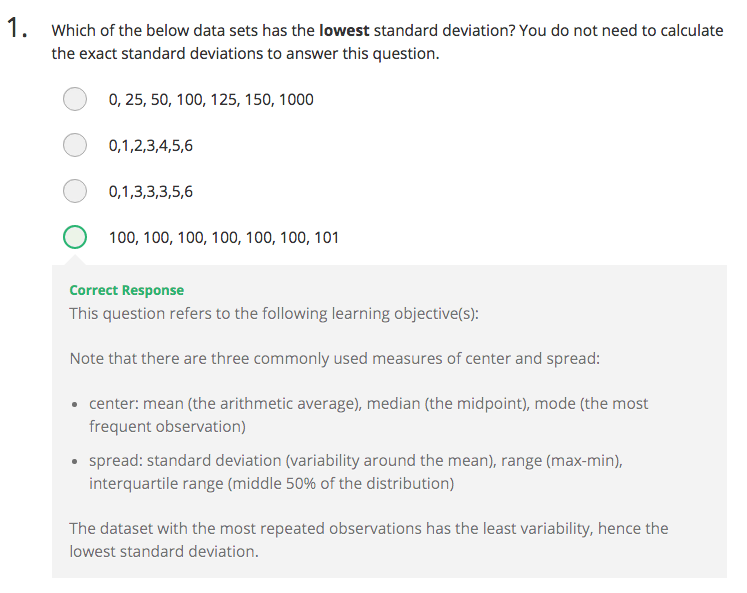 1. Which of the below data sets has the lowest standard deviation? You do not need to calculate
the exact standard deviations to answer this question.
0, 25, 50, 100, 125, 150, 1000
0,1,2,3,4,5,6
0,1,3,3,3,5,6
100, 100, 100, 100, 100, 100, 101
Correct Response
This question refers to the following learning objective(s):
Note that there are three commonly used measures of center and spread:
• center: mean (the arithmetic average), median (the midpoint), mode (the most
frequent observation)
• spread: standard deviation (variability around the mean), range (max-min),
interquartile range (middle 50% of the distribution)
The dataset with the most repeated observations has the least variability, hence the
lowest standard deviation.